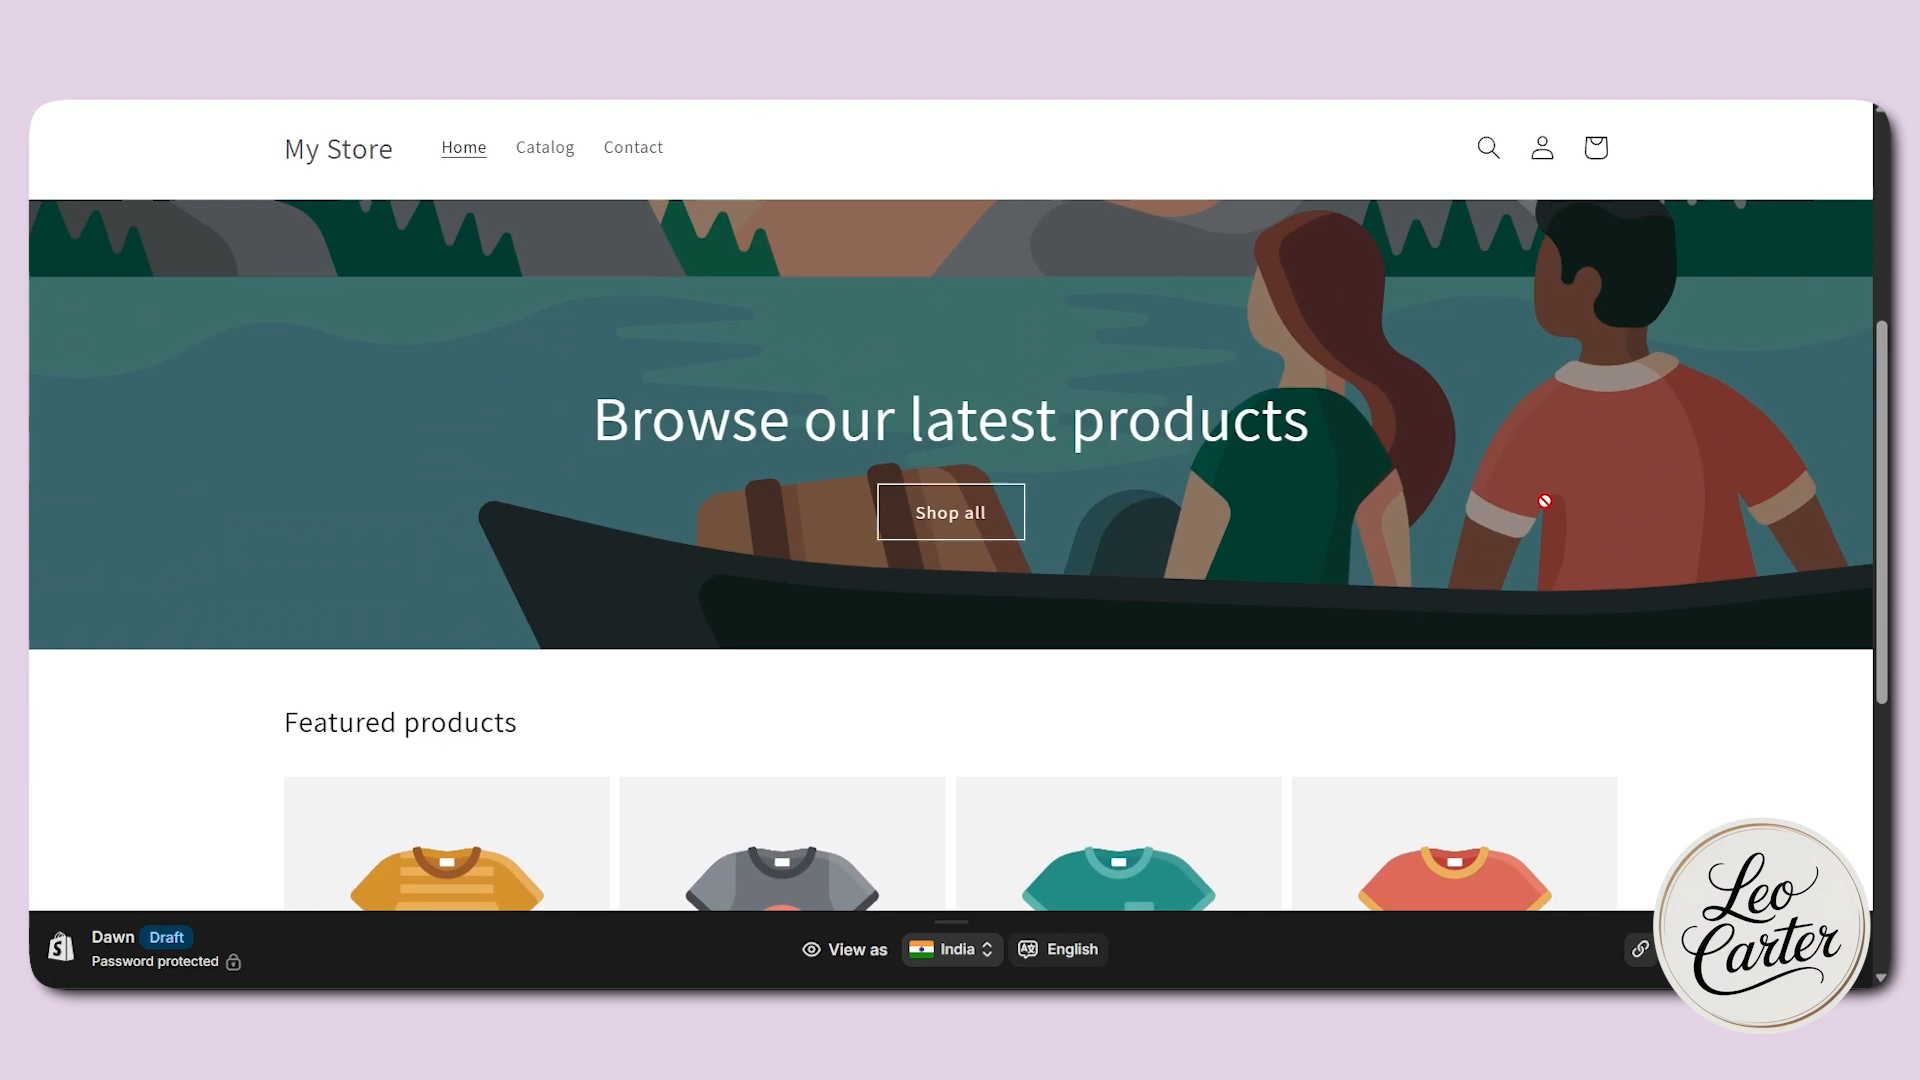 My Store Home Catalog Contact
Browse our latest products
Shop all
Featured products
Dawn Draft
Password protected
View as India English
Leo
Carter